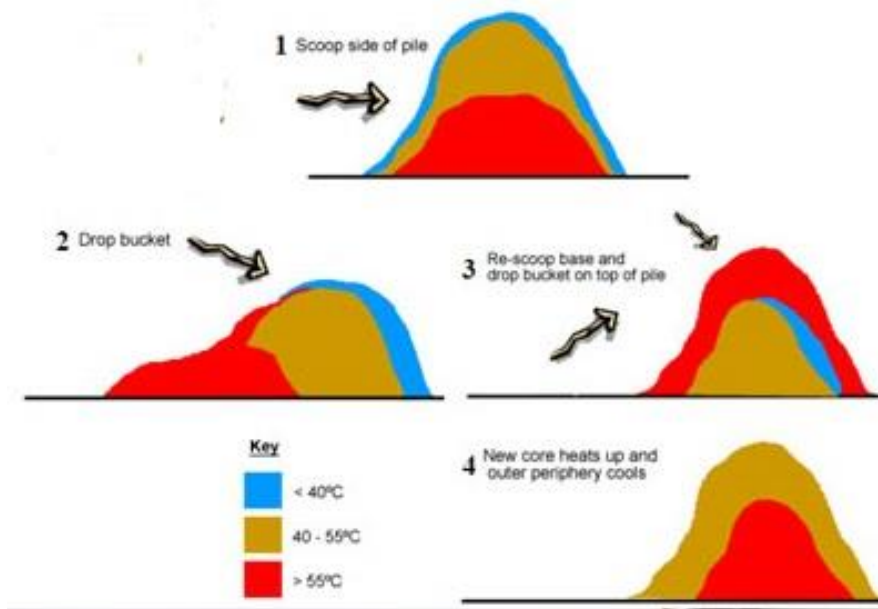 1 Scoop side of pile
2 Drop bucket
3 Re-scoop base and
drop bucket on top of pile
Key
< 40ºC
40 - 55ºC
> 55ºC
4 New core heats up and
outer periphery cools